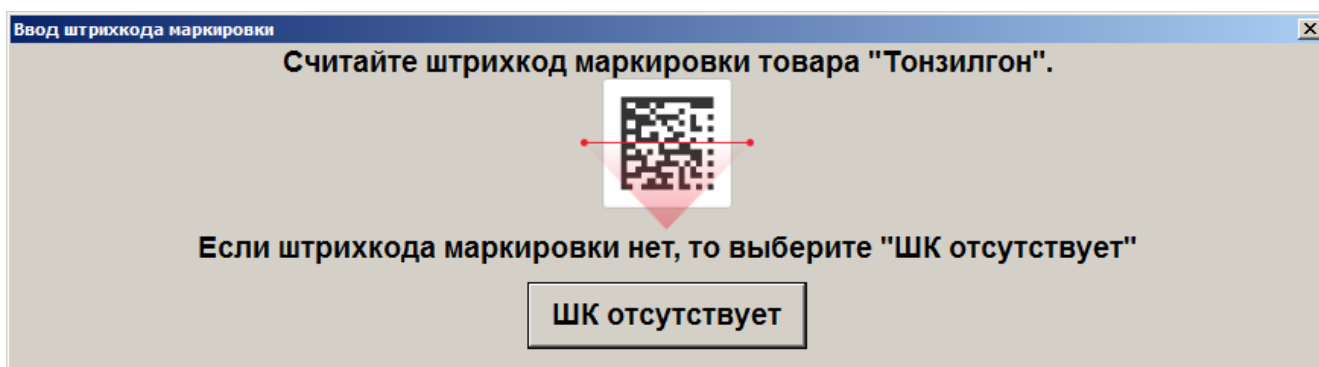 Ввод штрихкода маркировки
Считайте штрихкод маркировки товара "Тонзилгон".
Если штрихкода маркировки нет, то выберите "ШК отсутствует"
ШК отсутствует